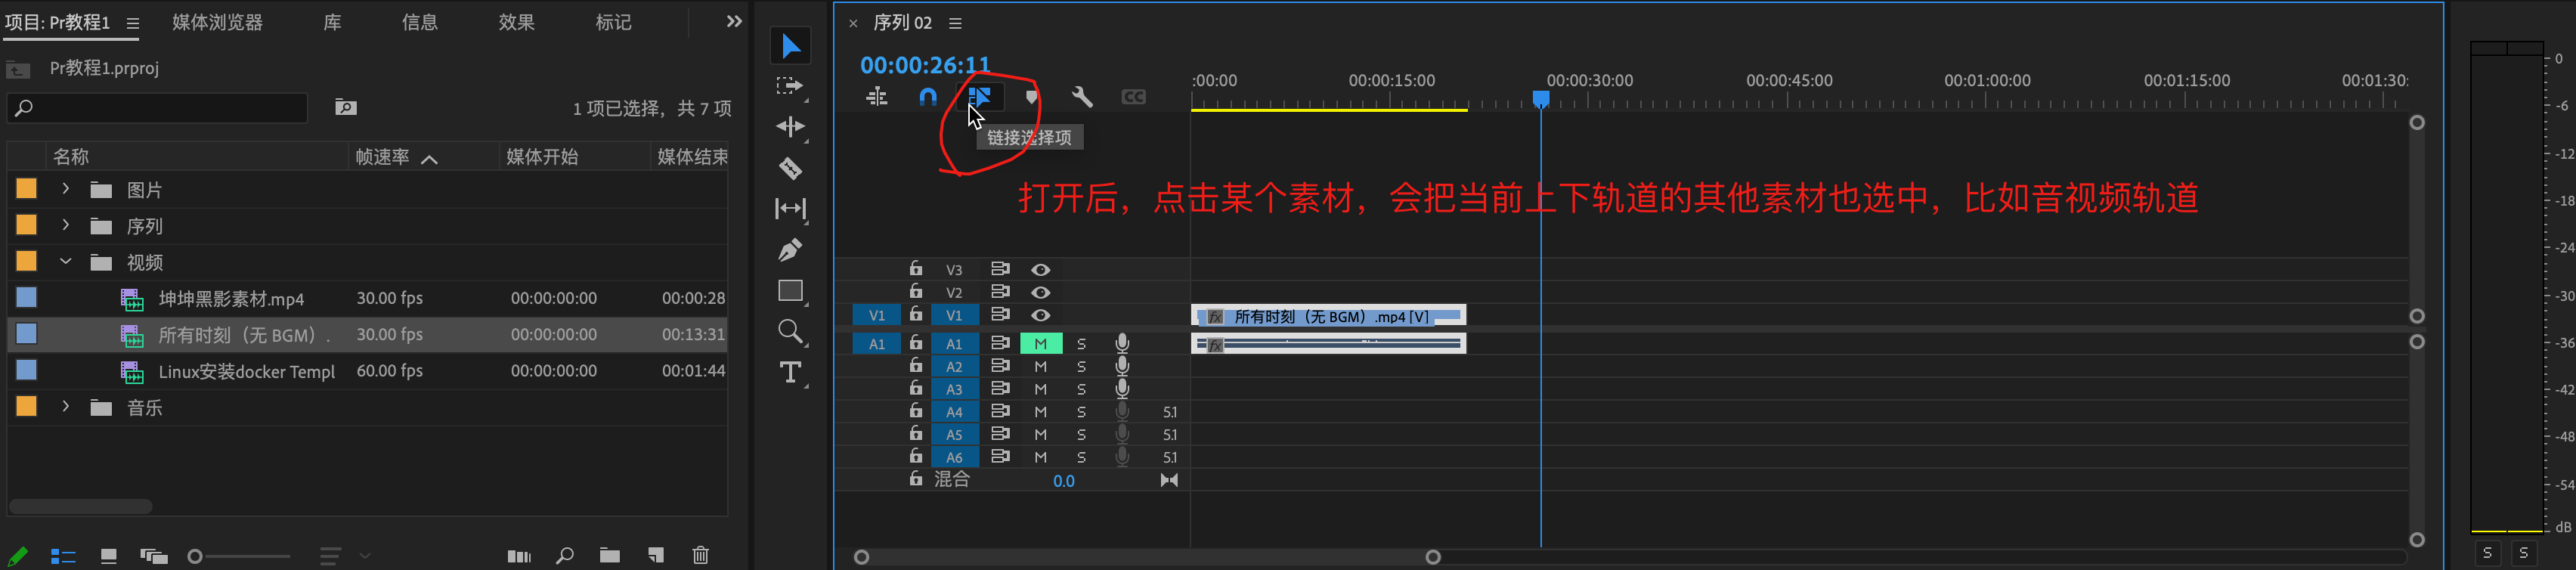 项目: Pr教程1 媒体浏览器 库 信息 效果 标记
Pr教程1.prproj
1 项已选择，共 7 项
名称 帧速率 媒体开始 媒体结束
图片
序列
视频
坤坤黑影素材.mp4 30.00 fps 00:00:00:00 00:00:28
所有时刻（无 BGM）. 30.00 fps 00:00:00:00 00:13:31
Linux安装docker Templ 60.00 fps 00:00:00:00 00:01:44
音乐
序列 02
00:00:26:11
:00:00 00:00:15:00 00:00:30:00 00:00:45:00 00:01:00:00 00:01:15:00 00:01:30:
链接选择项
打开后，点击某个素材，会把当前上下轨道的其他素材也选中，比如音视频轨道
V3
V2
V1 V1 fx 所有时刻（无 BGM）.mp4 [V]
A1 A1 M S fx
A2 M S
A3 M S
A4 M S 5.1
A5 M S 5.1
A6 M S 5.1
混合 0.0
0
-6
-12
-18
-24
-30
-36
-42
-48
-54
dB
S S